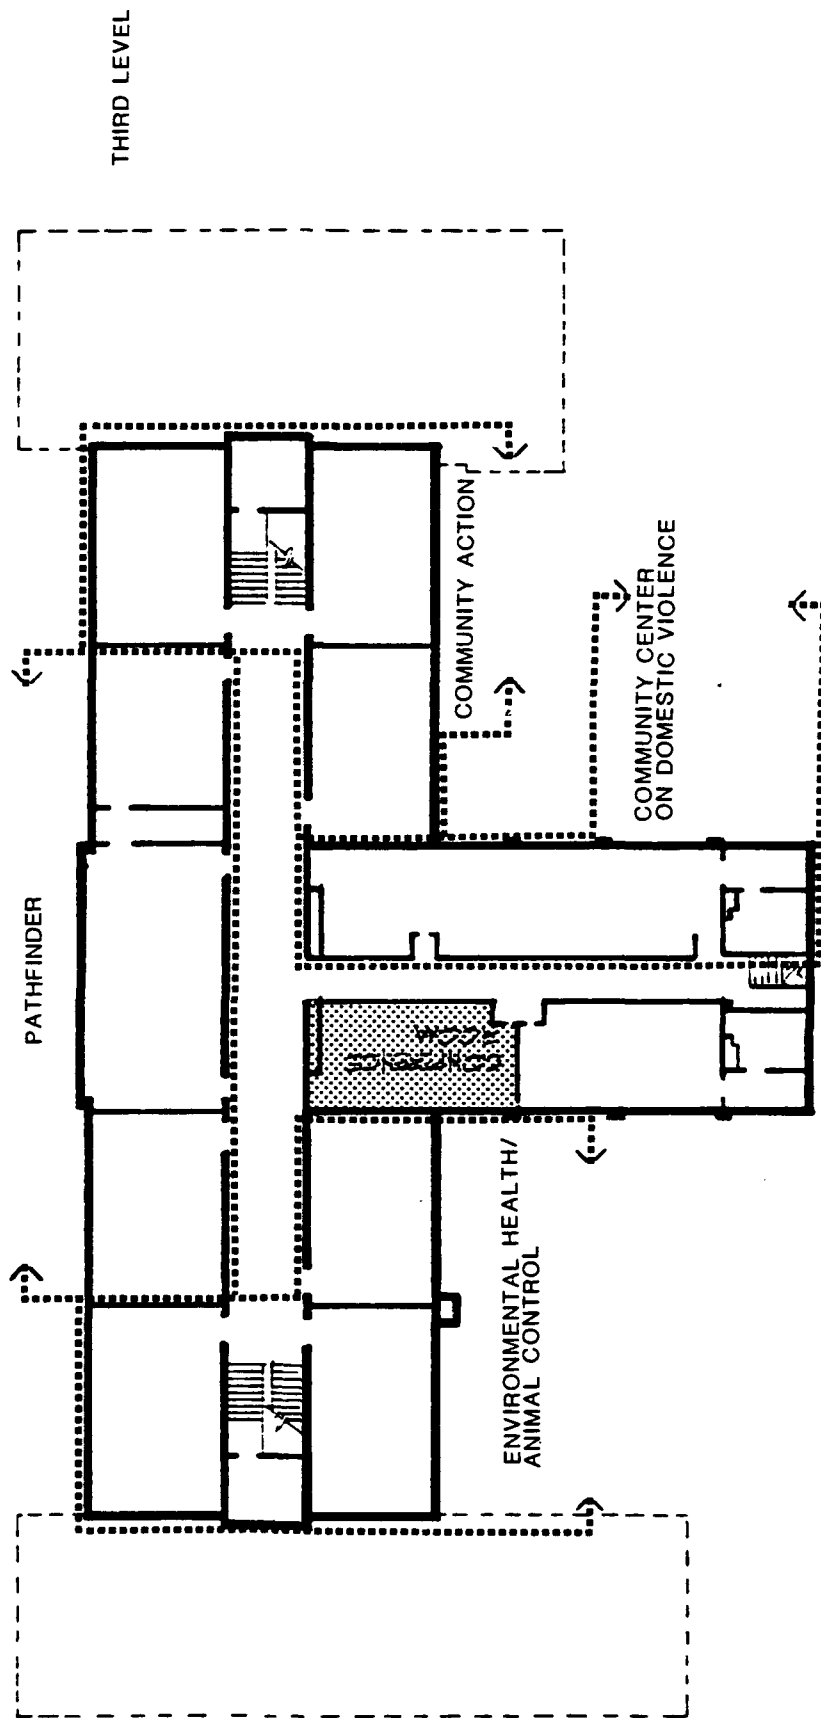 THIRD LEVEL
PATHFINDER
COMMUNITY ACTION
COMMUNITY CENTER
ON DOMESTIC VIOLENCE
ENVIRONMENTAL HEALTH/
ANIMAL CONTROL